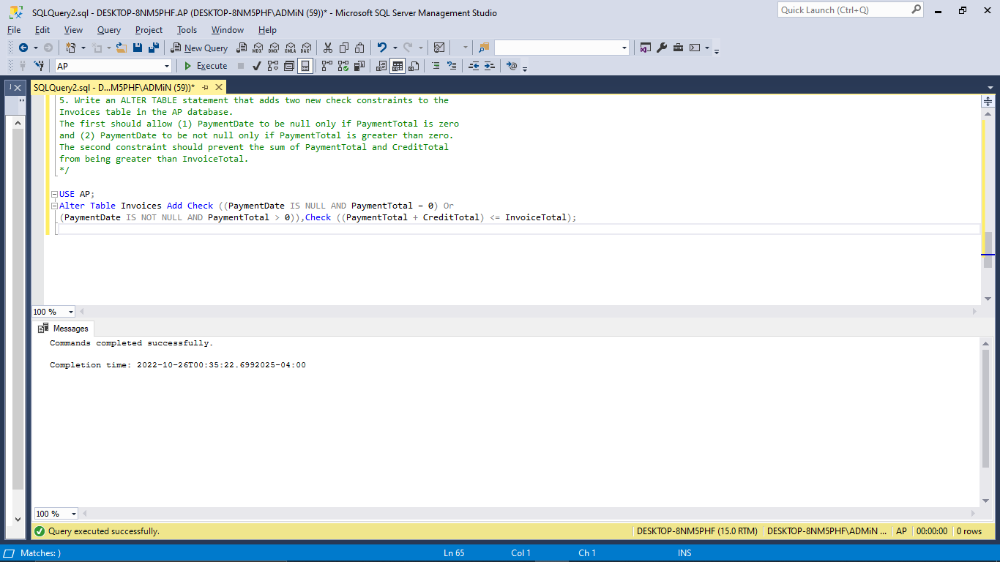 SQLQuery2.sql - DESKTOP-8NM5PHF.AP (DESKTOP-8NM5PHF\ADMiN (59))* - Microsoft SQL Server Management Studio
Quick Launch (Ctrl+Q)
File Edit View Query Project Tools Window Help
New Query MDX DMX XMLA DAX
AP Execute
SQLQuery2.sql - D...M5PHF\ADMiN (59))*
5. Write an ALTER TABLE statement that adds two new check constraints to the
Invoices table in the AP database.
The first should allow (1) PaymentDate to be null only if PaymentTotal is zero
and (2) PaymentDate to be not null only if PaymentTotal is greater than zero.
The second constraint should prevent the sum of PaymentTotal and CreditTotal
from being greater than InvoiceTotal.
*/
USE AP;
Alter Table Invoices Add Check ((PaymentDate IS NULL AND PaymentTotal = 0) Or
(PaymentDate IS NOT NULL AND PaymentTotal > 0)),Check ((PaymentTotal + CreditTotal) <= InvoiceTotal);
100 %
Messages
Commands completed successfully.
Completion time: 2022-10-26T00:35:22.6992025-04:00
100 %
Query executed successfully. DESKTOP-8NM5PHF (15.0 RTM) DESKTOP-8NM5PHF\ADMiN ... AP 00:00:00 0 rows
Matches: ) Ln 65 Col 1 Ch 1 INS